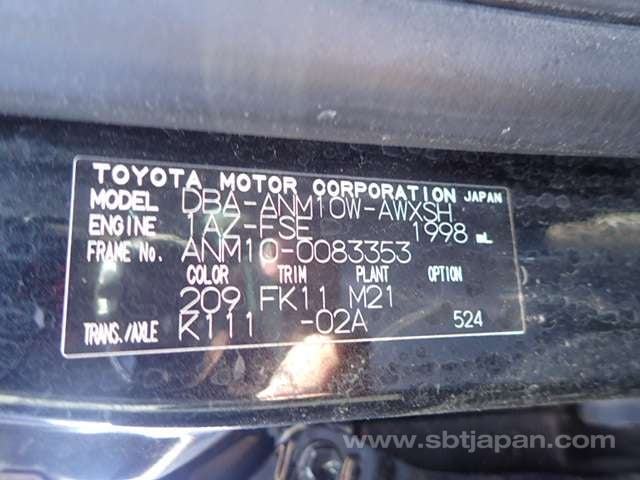 TOYOTA MOTOR CORPORATION JAPAN
MODEL DBA-ANM10W-AWXSH
ENGINE 1AZ-FSE 1998 mL
FRAME NO. ANM10-0083353
COLOR TRIM PLANT OPTION
209 FK11 M21
TRANS./AXLE K111 -02A 524
www.sbtjapan.com